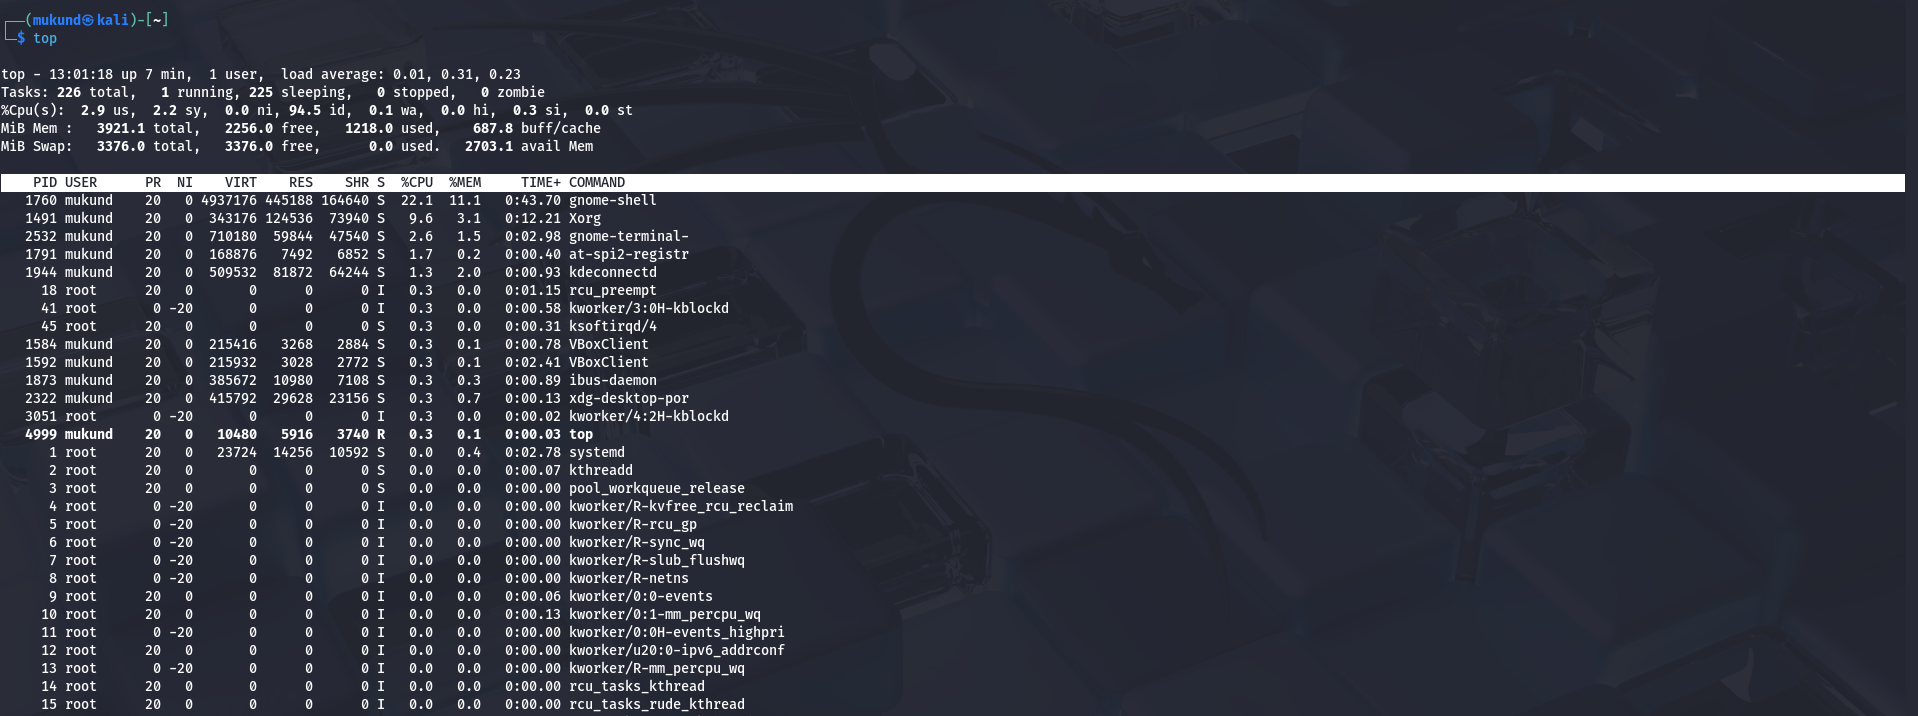 ┌──(mukund㉿kali)-[~]
└─$ top
top - 13:01:18 up 7 min,  1 user,  load average: 0.01, 0.31, 0.23
Tasks: 226 total,   1 running, 225 sleeping,   0 stopped,   0 zombie
%Cpu(s):  2.9 us,  2.2 sy,  0.0 ni, 94.5 id,  0.1 wa,  0.0 hi,  0.3 si,  0.0 st
MiB Mem :   3921.1 total,   2256.0 free,   1218.0 used,    687.8 buff/cache
MiB Swap:   3376.0 total,   3376.0 free,      0.0 used.   2703.1 avail Mem
    PID USER      PR  NI    VIRT    RES    SHR S  %CPU  %MEM     TIME+ COMMAND
   1760 mukund    20   0 4937176 445188 164640 S  22.1  11.1   0:43.70 gnome-shell
   1491 mukund    20   0  343176 124536  73940 S   9.6   3.1   0:12.21 Xorg
   2532 mukund    20   0  710180  59844  47540 S   2.6   1.5   0:02.98 gnome-terminal-
   1791 mukund    20   0  168876   7492   6852 S   1.7   0.2   0:00.40 at-spi2-registr
   1944 mukund    20   0  509532  81872  64244 S   1.3   2.0   0:00.93 kdeconnectd
     18 root      20   0       0      0      0 I   0.3   0.0   0:01.15 rcu_preempt
     41 root       0 -20       0      0      0 I   0.3   0.0   0:00.58 kworker/3:0H-kblockd
     45 root      20   0       0      0      0 S   0.3   0.0   0:00.31 ksoftirqd/4
   1584 mukund    20   0  215416   3268   2884 S   0.3   0.1   0:00.78 VBoxClient
   1592 mukund    20   0  215932   3028   2772 S   0.3   0.1   0:02.41 VBoxClient
   1873 mukund    20   0  385672  10980   7108 S   0.3   0.3   0:00.89 ibus-daemon
   2322 mukund    20   0  415792  29628  23156 S   0.3   0.7   0:00.13 xdg-desktop-por
   3051 root       0 -20       0      0      0 I   0.3   0.0   0:00.02 kworker/4:2H-kblockd
   4999 mukund    20   0   10480   5916   3740 R   0.3   0.1   0:00.03 top
      1 root      20   0   23724  14256  10592 S   0.0   0.4   0:02.78 systemd
      2 root      20   0       0      0      0 S   0.0   0.0   0:00.07 kthreadd
      3 root      20   0       0      0      0 S   0.0   0.0   0:00.00 pool_workqueue_release
      4 root       0 -20       0      0      0 I   0.0   0.0   0:00.00 kworker/R-kvfree_rcu_reclaim
      5 root       0 -20       0      0      0 I   0.0   0.0   0:00.00 kworker/R-rcu_gp
      6 root       0 -20       0      0      0 I   0.0   0.0   0:00.00 kworker/R-sync_wq
      7 root       0 -20       0      0      0 I   0.0   0.0   0:00.00 kworker/R-slub_flushwq
      8 root       0 -20       0      0      0 I   0.0   0.0   0:00.00 kworker/R-netns
      9 root      20   0       0      0      0 I   0.0   0.0   0:00.06 kworker/0:0-events
     10 root      20   0       0      0      0 I   0.0   0.0   0:00.13 kworker/0:1-mm_percpu_wq
     11 root       0 -20       0      0      0 I   0.0   0.0   0:00.00 kworker/0:0H-events_highpri
     12 root      20   0       0      0      0 I   0.0   0.0   0:00.00 kworker/u20:0-ipv6_addrconf
     13 root       0 -20       0      0      0 I   0.0   0.0   0:00.00 kworker/R-mm_percpu_wq
     14 root      20   0       0      0      0 I   0.0   0.0   0:00.00 rcu_tasks_kthread
     15 root      20   0       0      0      0 I   0.0   0.0   0:00.00 rcu_tasks_rude_kthread